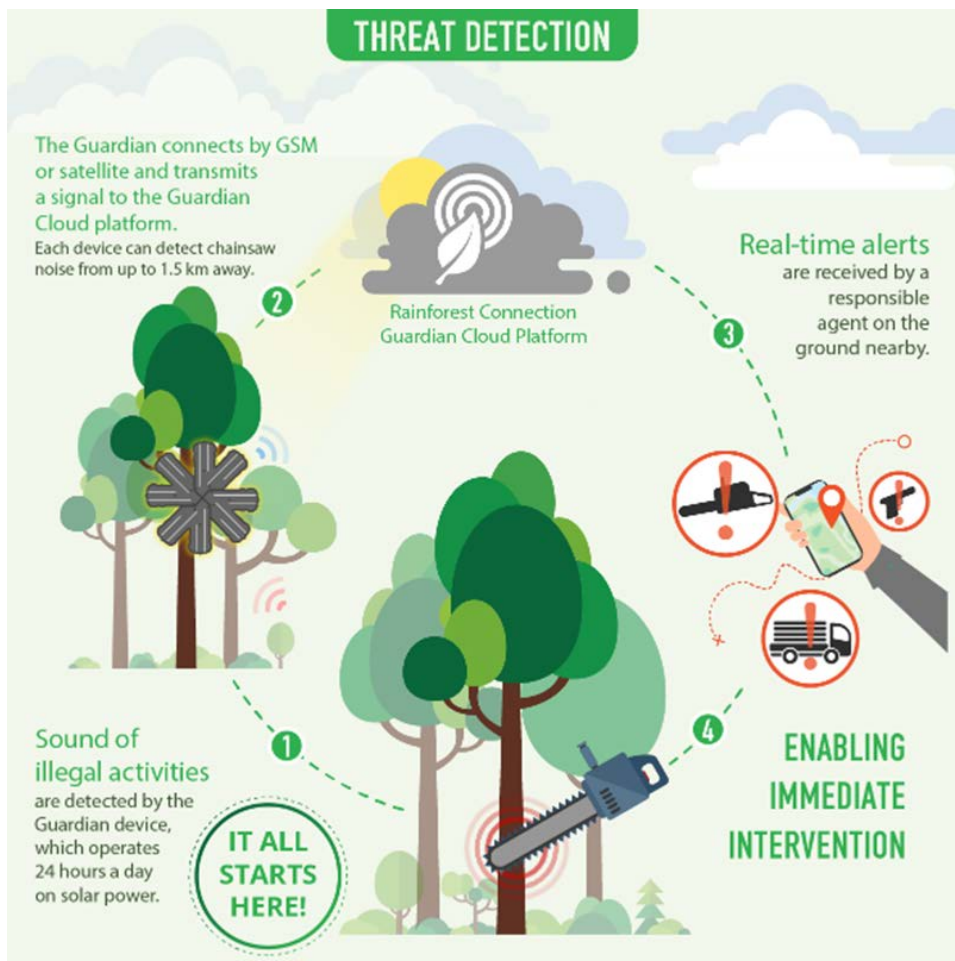 THREAT DETECTION
The Guardian connects by GSM
or satellite and transmits
a signal to the Guardian
Cloud platform.
Each device can detect chainsaw
noise from up to 1.5 km away.
2
Rainforest Connection
Guardian Cloud Platform
3
Real-time alerts
are received by a
responsible
agent on the
ground nearby.
1
Sound of
illegal activities
are detected by the
Guardian device,
which operates
24 hours a day
on solar power.
IT ALL
STARTS
HERE!
4
ENABLING
IMMEDIATE
INTERVENTION